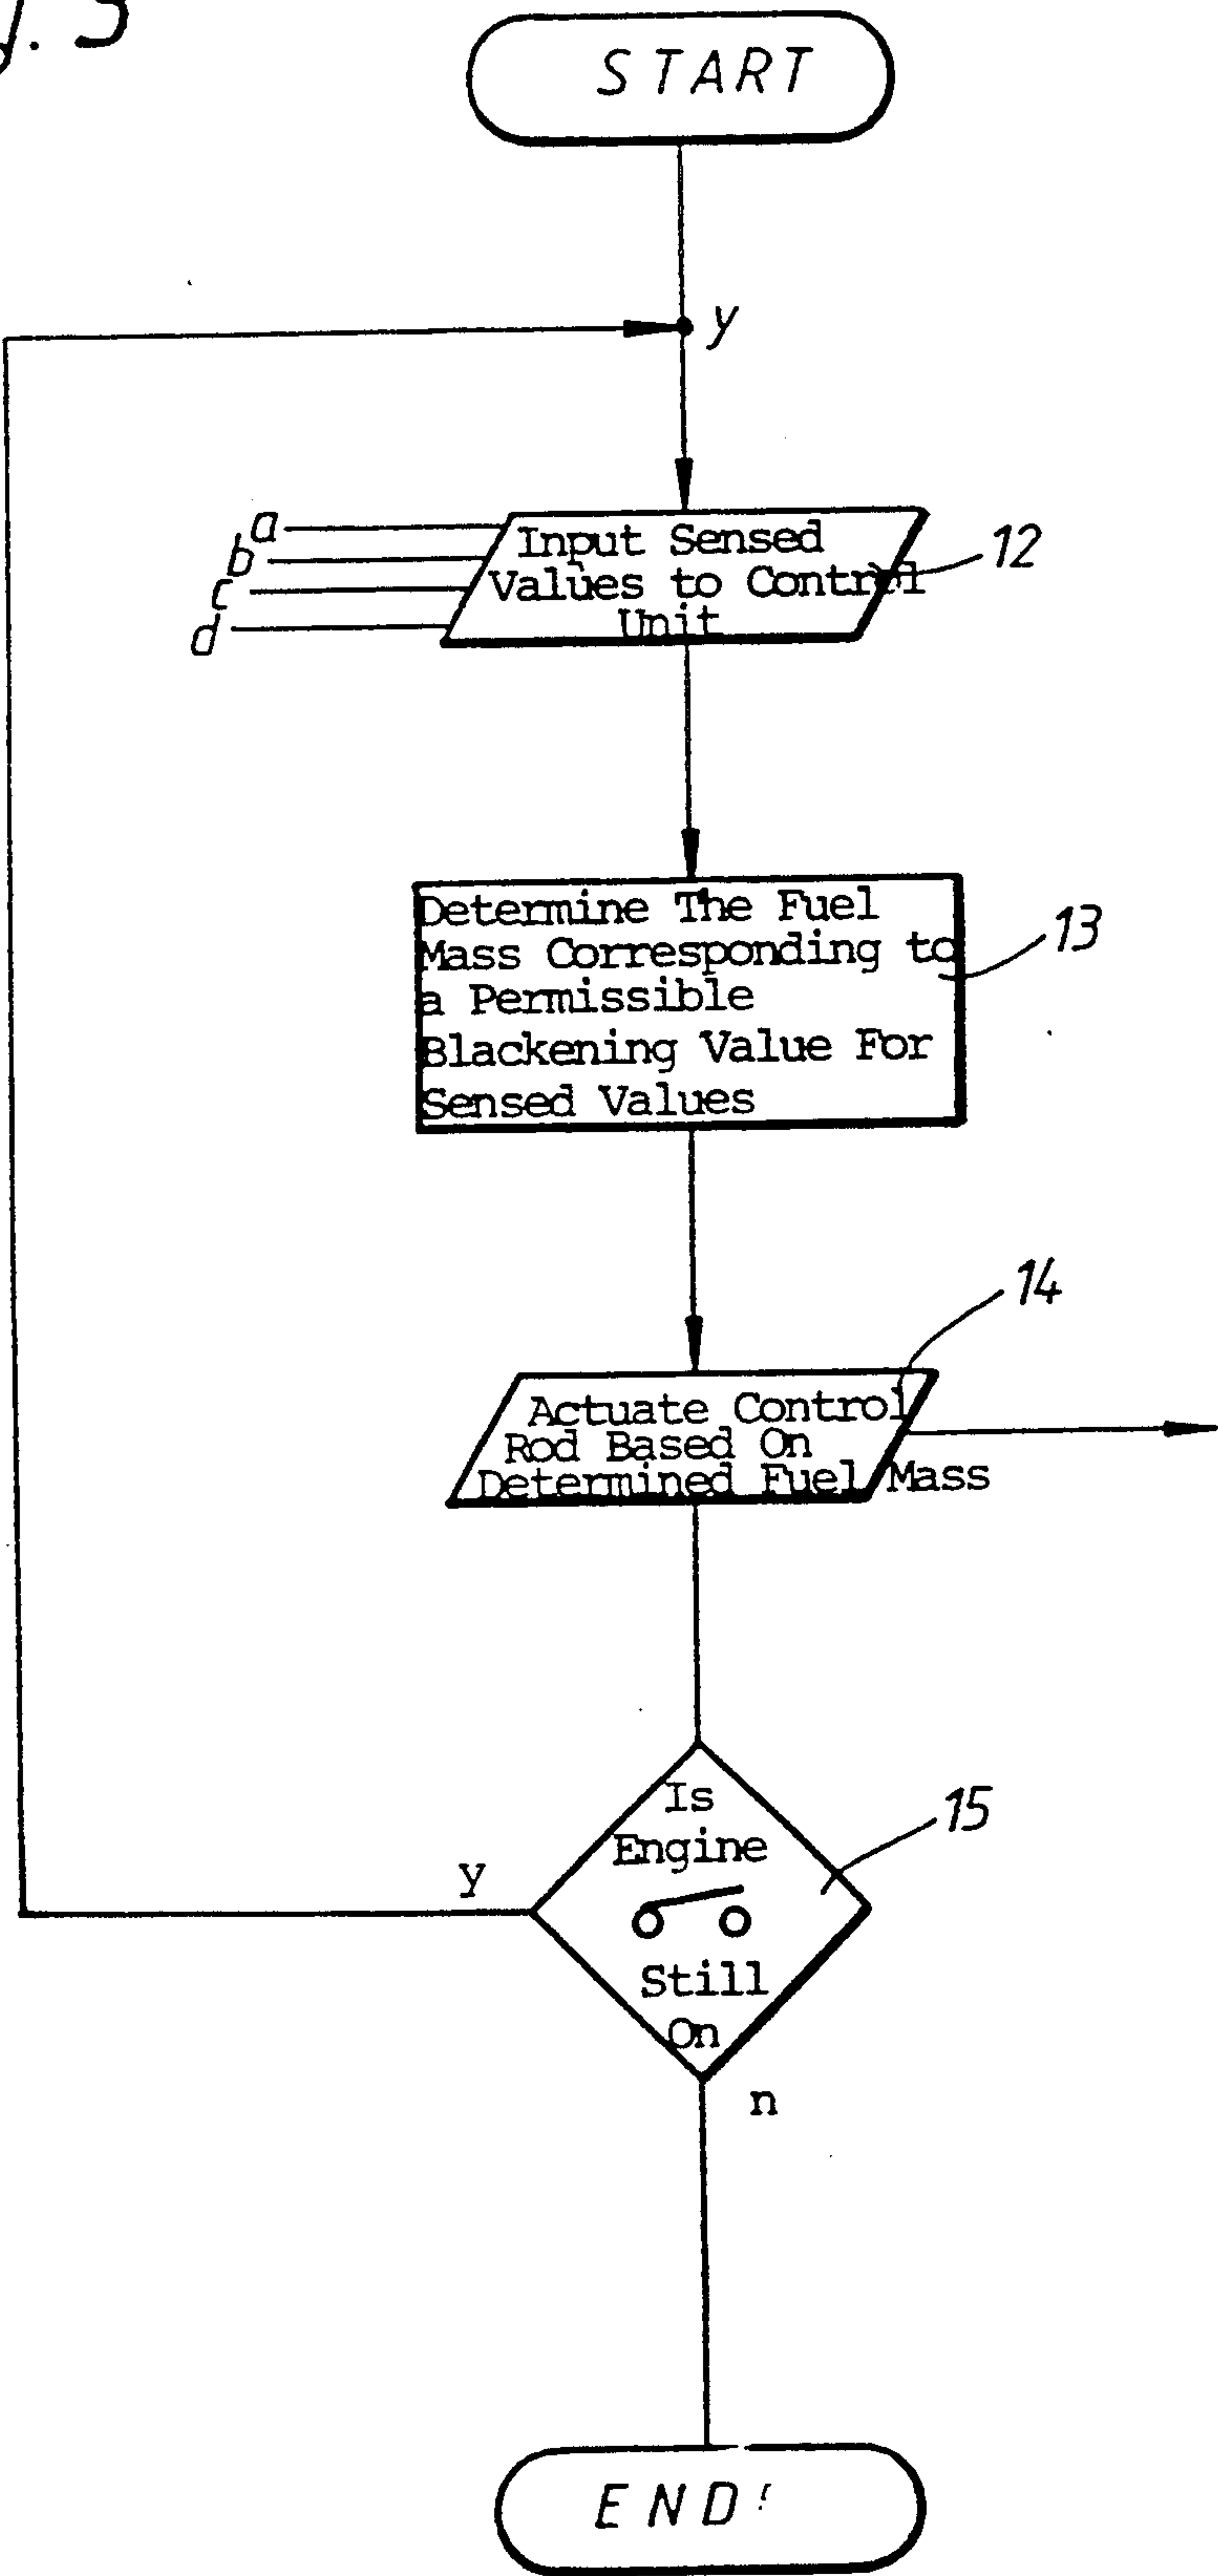 . 3
START
y
a
b
c
d
Input Sensed
Values to Control
Unit
12
Determine The Fuel
Mass Corresponding to
a Permissible
Blackening Value For
Sensed Values
13
14
Actuate Control
Rod Based On
Determined Fuel Mass
Is
Engine
Still
On
15
y
n
END